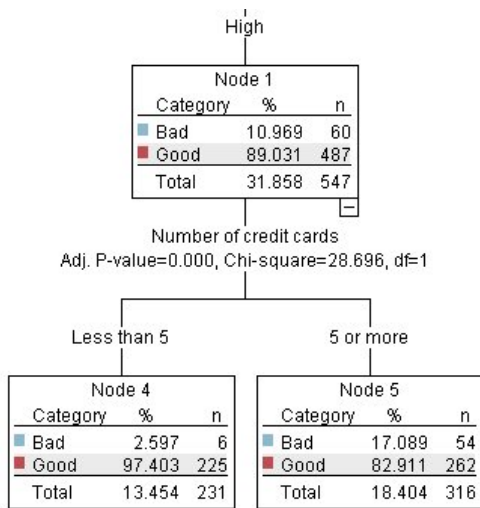 High
Node 1
Category % n
Bad 10.969 60
Good 89.031 487
Total 31.858 547
Number of credit cards
Adj. P-value=0.000, Chi-square=28.696, df=1
Less than 5
5 or more
Node 4
Category % n
Bad 2.597 6
Good 97.403 225
Total 13.454 231
Node 5
Category % n
Bad 17.089 54
Good 82.911 262
Total 18.404 316